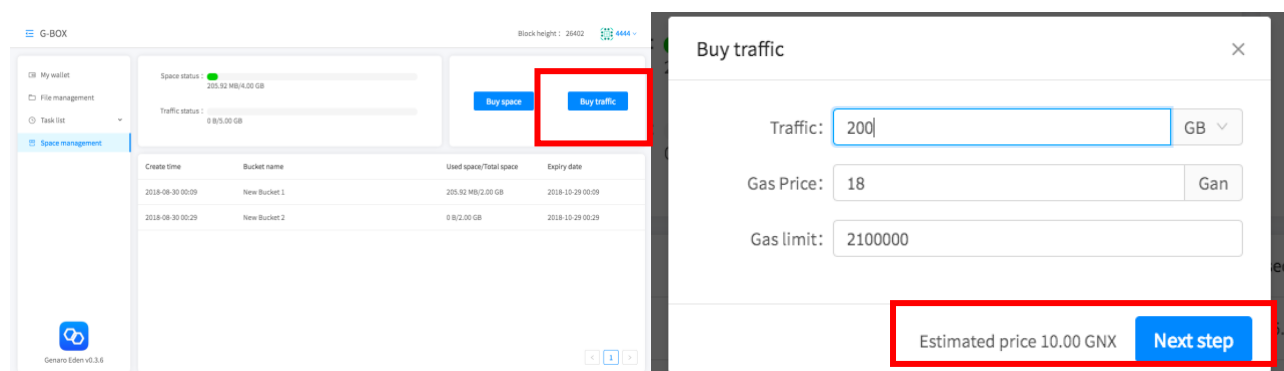 G-BOX
Block height : 26402
4444
My wallet
File management
Task list
Space management
Space status :
205.92 MB/4.00 GB
Traffic status :
0 B/5.00 GB
Buy space
Buy traffic
Create time Bucket name Used space/Total space Expiry date
2018-08-30 00:09 New Bucket 1 205.92 MB/2.00 GB 2018-10-29 00:09
2018-08-30 00:29 New Bucket 2 0 B/2.00 GB 2018-10-29 00:29
Genaro Eden v0.3.6
< 1 >
Buy traffic
Traffic: 200 GB
Gas Price: 18 Gan
Gas limit: 2100000
Estimated price 10.00 GNX
Next step